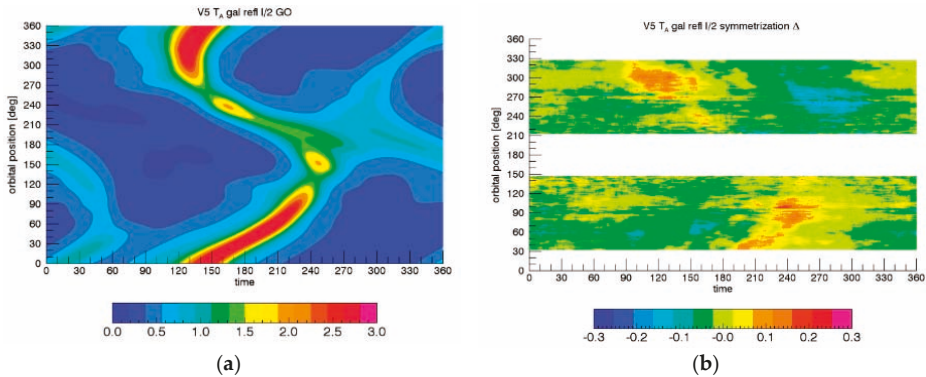 V5 T_A gal refl I/2 GO
orbital position [deg]
360
330
300
270
240
210
180
150
120
90
60
30
0
0 30 60 90 120 150 180 210 240 270 300 330 360
time
0.0 0.5 1.0 1.5 2.0 2.5 3.0
(a)
V5 T_A gal refl I/2 symmetrization Δ
orbital position [deg]
360
330
300
270
240
210
180
150
120
90
60
30
0
0 30 60 90 120 150 180 210 240 270 300 330 360
time
-0.3 -0.2 -0.1 -0.0 0.1 0.2 0.3
(b)